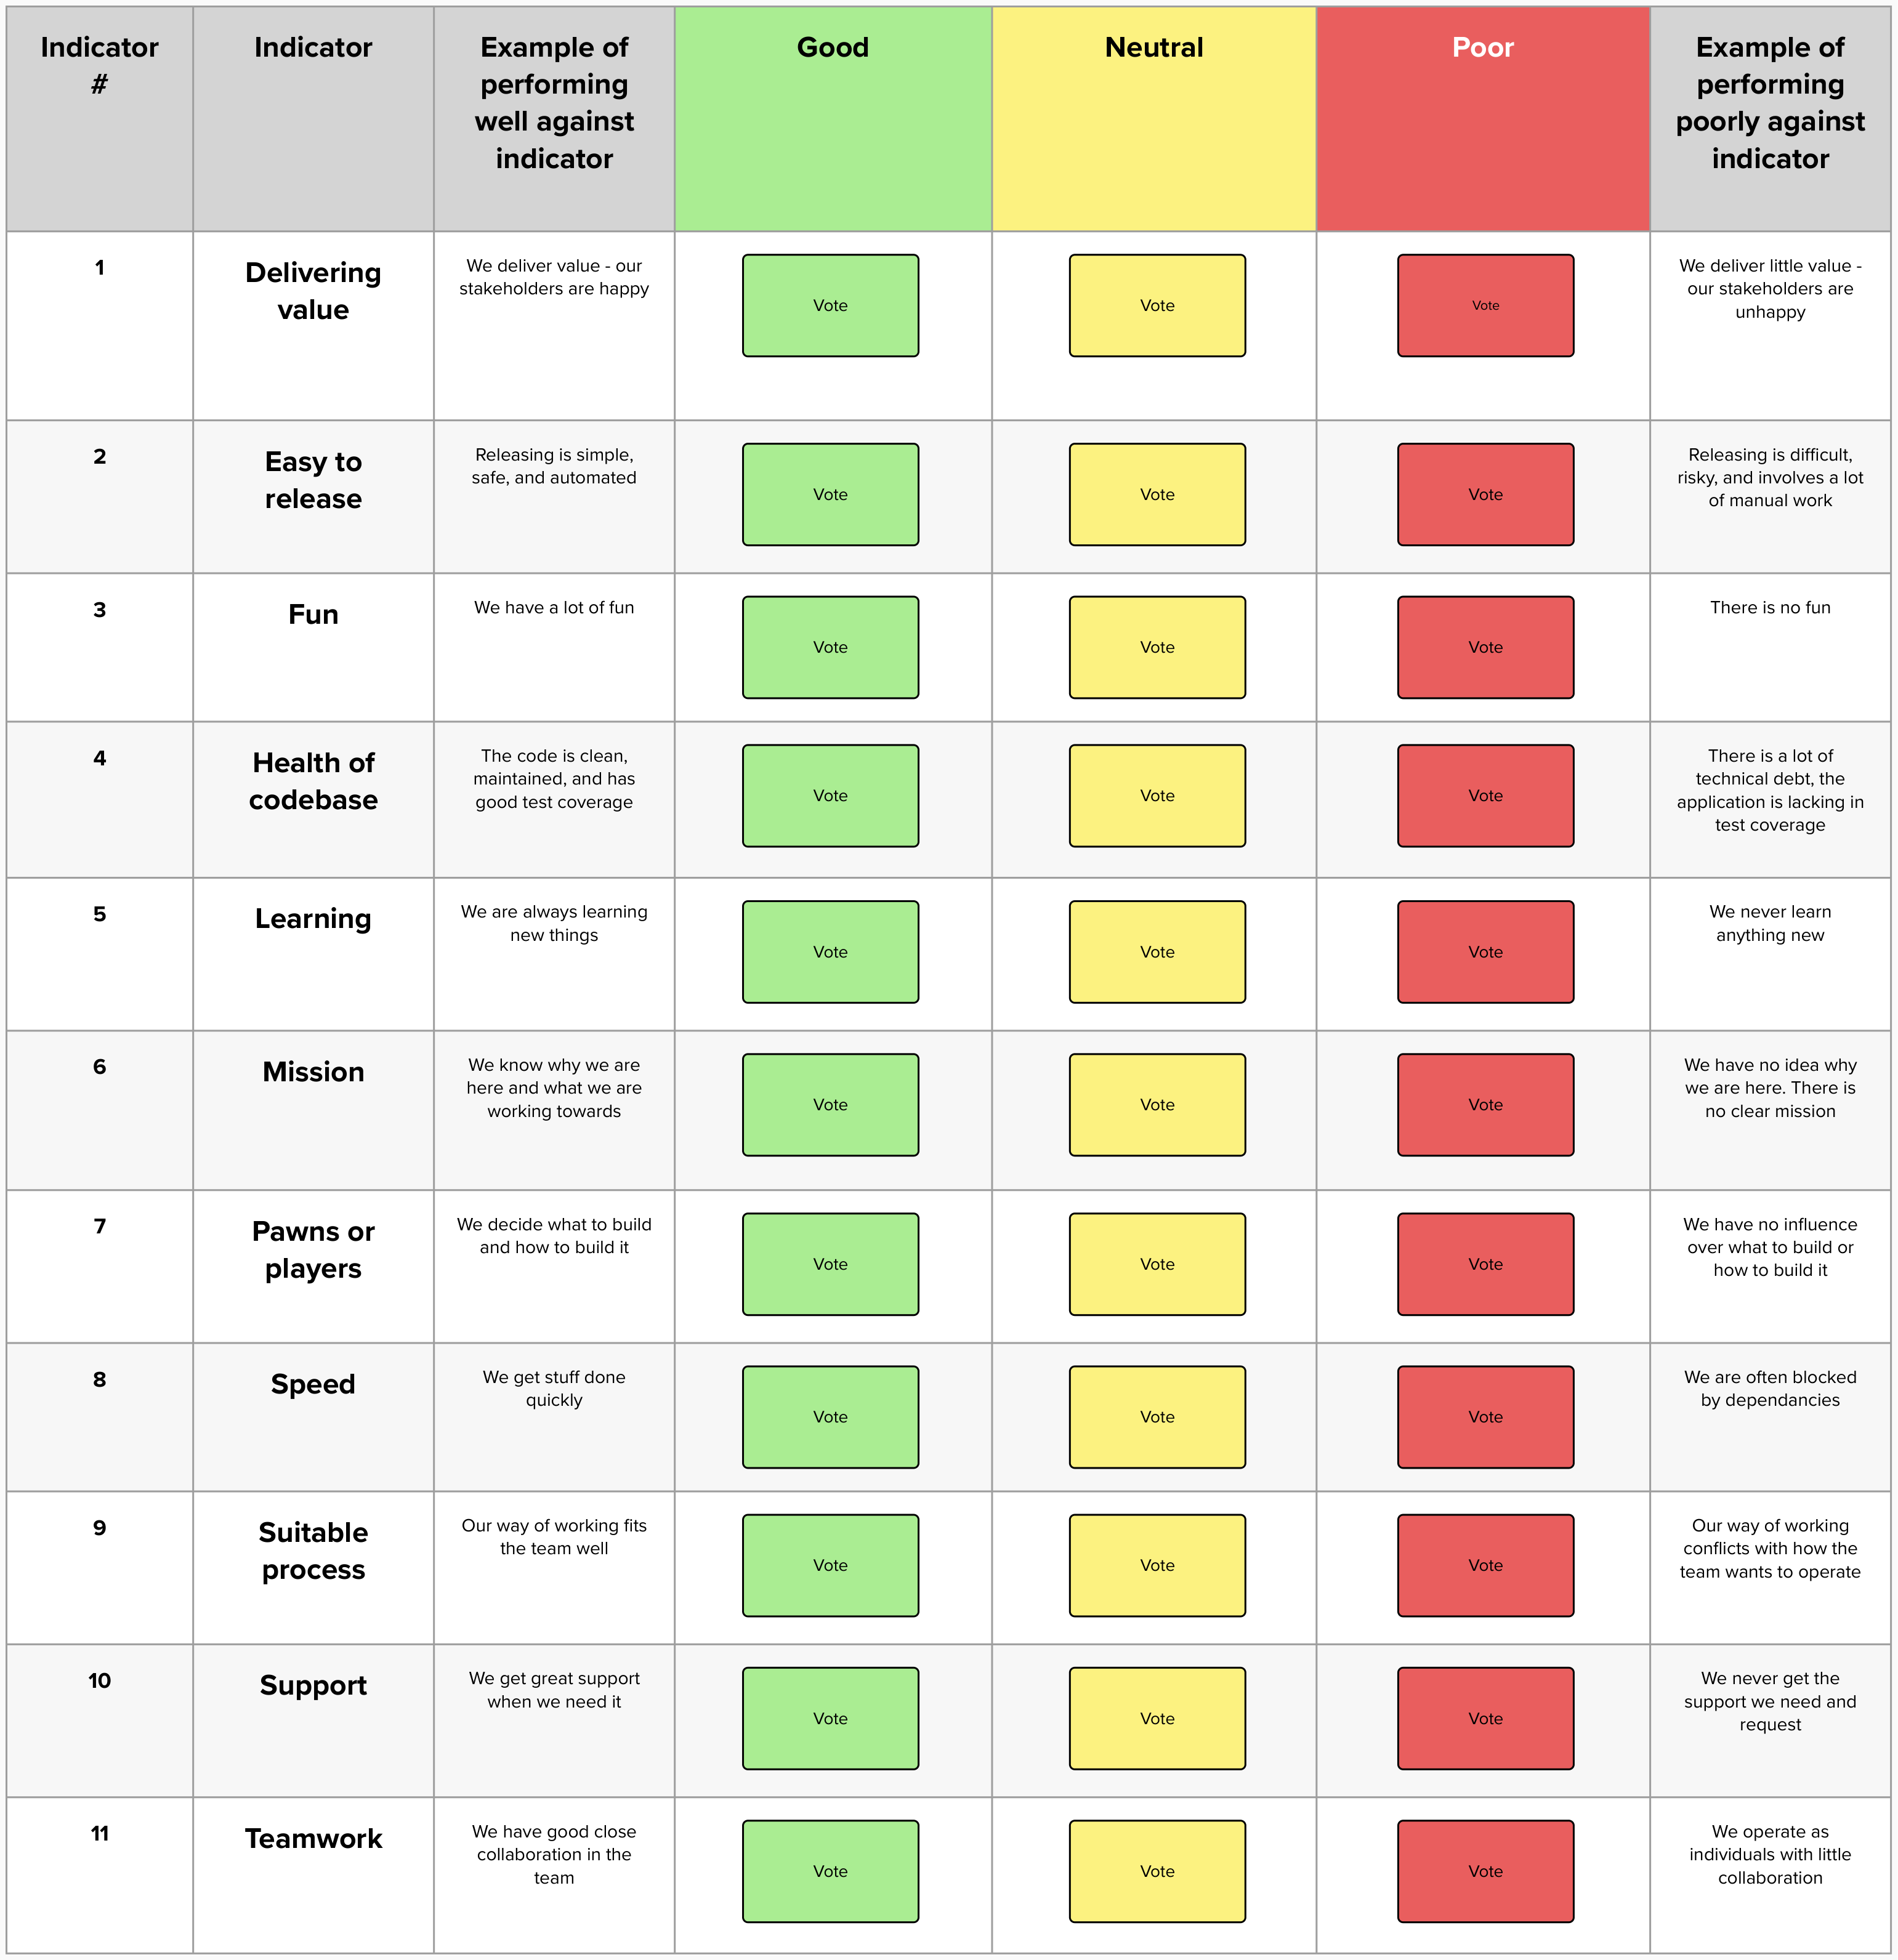 Indicator
#
Indicator
Example of
performing
well against
indicator
Good
Neutral
Poor
Example of
performing
poorly against
indicator
1
Delivering
value
We deliver value - our
stakeholders are happy
Vote
Vote
Vote
We deliver little value -
our stakeholders are
unhappy
2
Easy to
release
Releasing is simple,
safe, and automated
Vote
Vote
Vote
Releasing is difficult,
risky, and involves a lot
of manual work
3
Fun
We have a lot of fun
Vote
Vote
Vote
There is no fun
4
Health of
codebase
The code is clean,
maintained, and has
good test coverage
Vote
Vote
Vote
There is a lot of
technical debt, the
application is lacking in
test coverage
5
Learning
We are always learning
new things
Vote
Vote
Vote
We never learn
anything new
6
Mission
We know why we are
here and what we are
working towards
Vote
Vote
Vote
We have no idea why
we are here. There is
no clear mission
7
Pawns or
players
We decide what to build
and how to build it
Vote
Vote
Vote
We have no influence
over what to build or
how to build it
8
Speed
We get stuff done
quickly
Vote
Vote
Vote
We are often blocked
by dependancies
9
Suitable
process
Our way of working fits
the team well
Vote
Vote
Vote
Our way of working
conflicts with how the
team wants to operate
10
Support
We get great support
when we need it
Vote
Vote
Vote
We never get the
support we need and
request
11
Teamwork
We have good close
collaboration in the
team
Vote
Vote
Vote
We operate as
individuals with little
collaboration